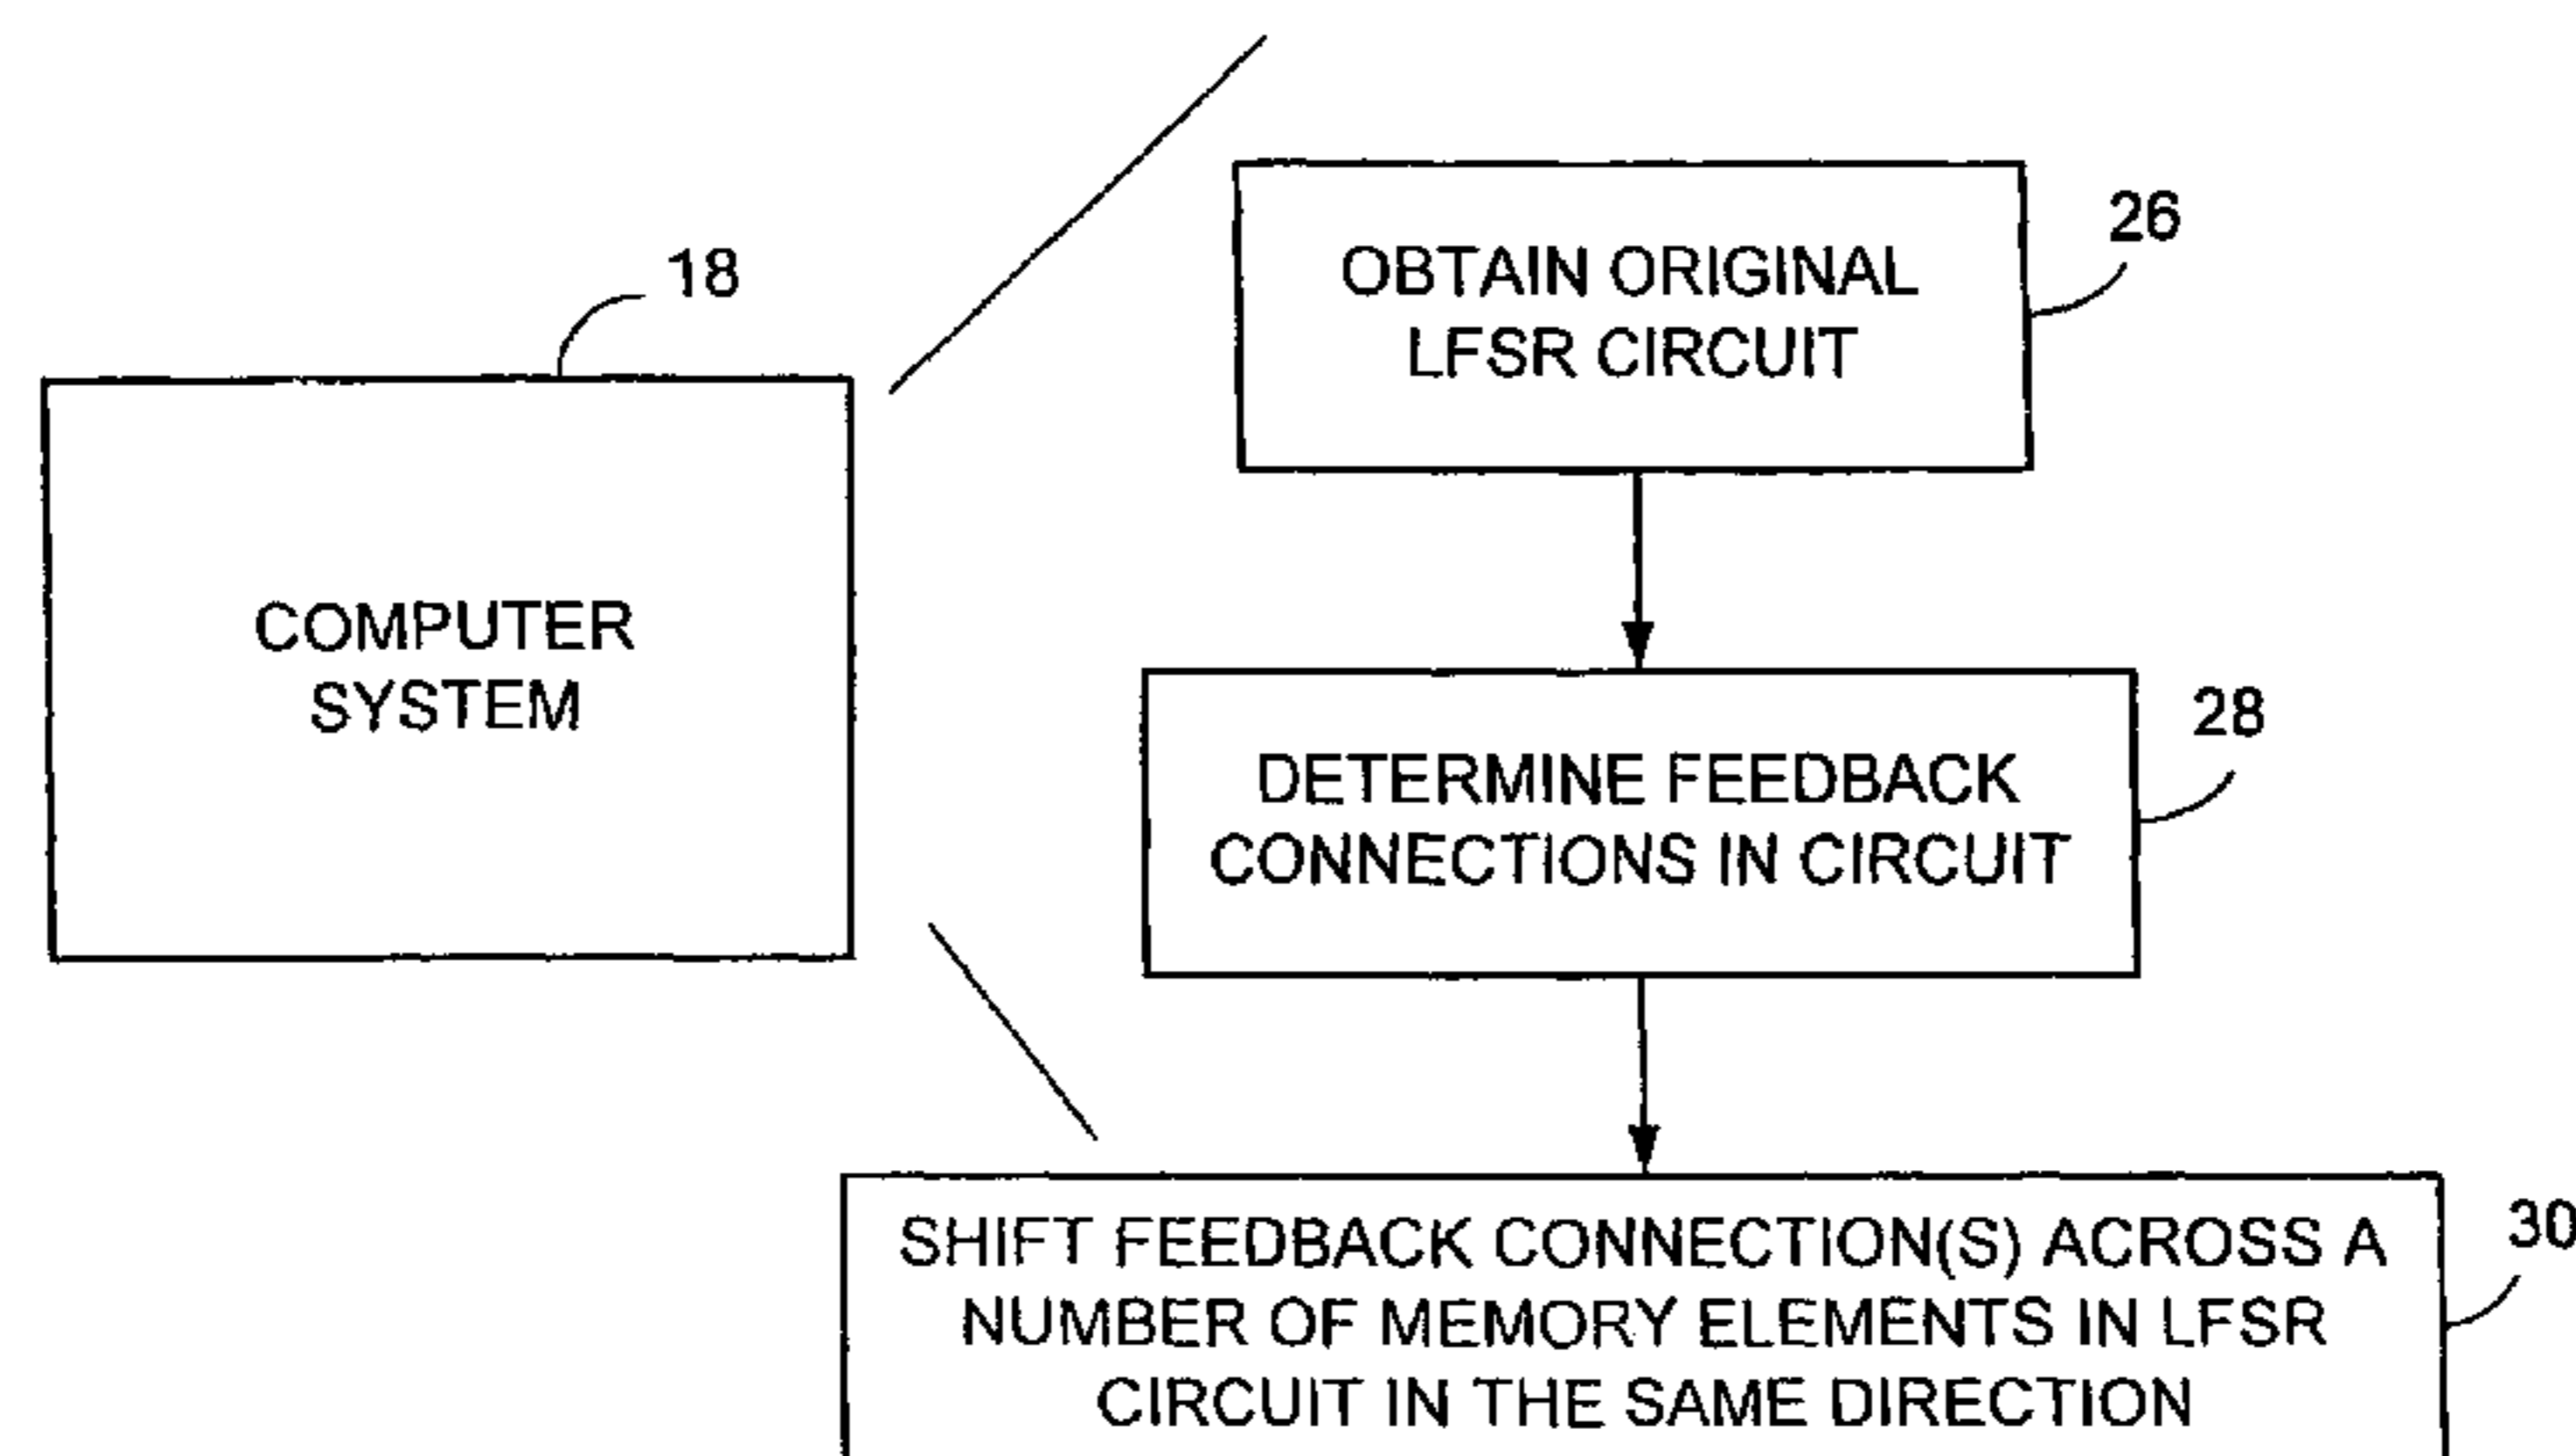 18
COMPUTER
SYSTEM
26
OBTAIN ORIGINAL
LFSR CIRCUIT
28
DETERMINE FEEDBACK
CONNECTIONS IN CIRCUIT
30
SHIFT FEEDBACK CONNECTION(S) ACROSS A
NUMBER OF MEMORY ELEMENTS IN LFSR
CIRCUIT IN THE SAME DIRECTION